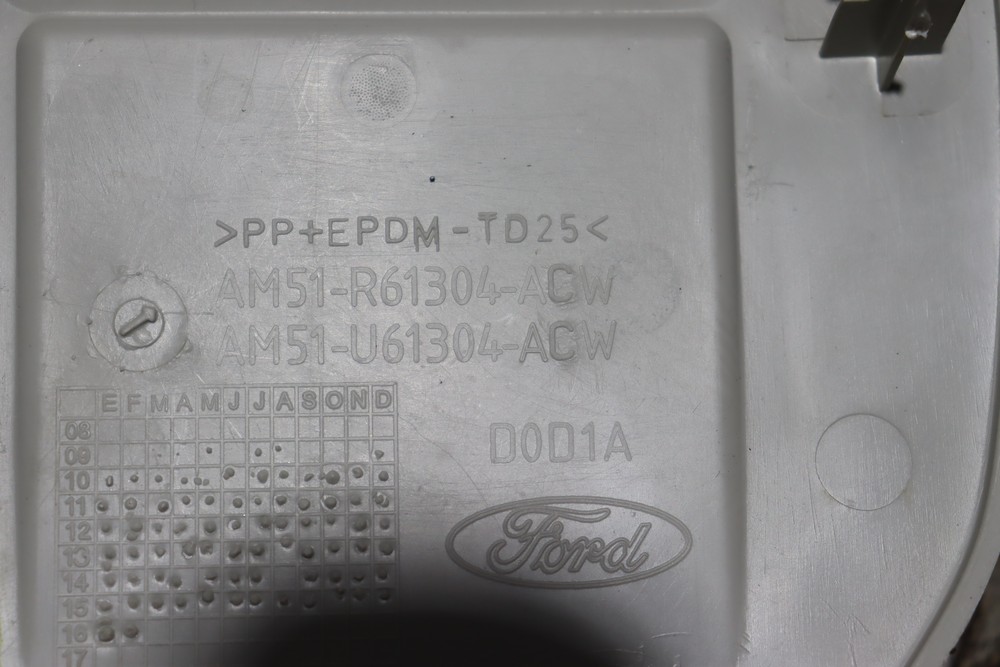 >PP+EPDM-TD25<
AM51-R61304-ACW
AM51-U61304-ACW
E F M A M J J A S O N D
08
09
10
11
12
13
14
15
16
17
D0D1A
Ford